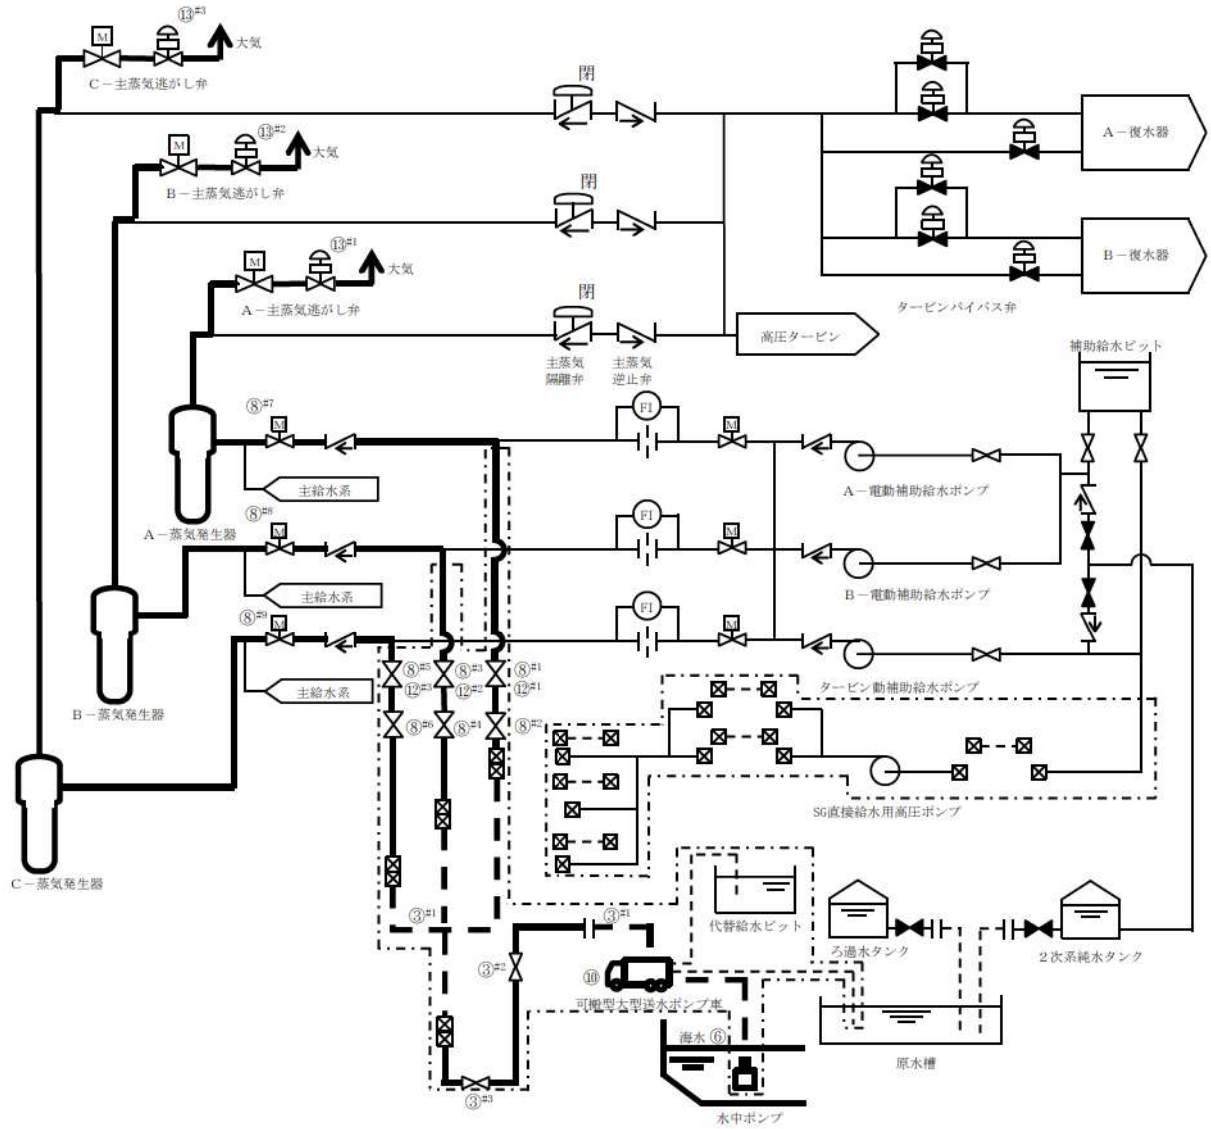 ⑬#3
M
大気
C－主蒸気逃がし弁
閉
A－復水器
⑬#2
M
大気
B－主蒸気逃がし弁
閉
B－復水器
⑬#1
M
大気
A－主蒸気逃がし弁
閉
タービンバイパス弁
高圧タービン
主蒸気
隔離弁
主蒸気
逆止弁
補助給水ピット
⑧#7
M
FI
M
主給水系
A－電動補助給水ポンプ
A－蒸気発生器
⑧#8
M
FI
M
主給水系
B－電動補助給水ポンプ
⑧#9
M
FI
M
主給水系
タービン動補助給水ポンプ
B－蒸気発生器
⑧#5
⑫#3
⑧#3
⑫#2
⑧#1
⑫#1
⑧#6
⑧#4
⑧#2
SG直接給水用高圧ポンプ
C－蒸気発生器
③#1
③#1
代替給水ピット
ろ過水タンク
2次系純水タンク
③#2
⑩
可搬型大型送水ポンプ車
海水⑥
原水槽
③#3
水中ポンプ